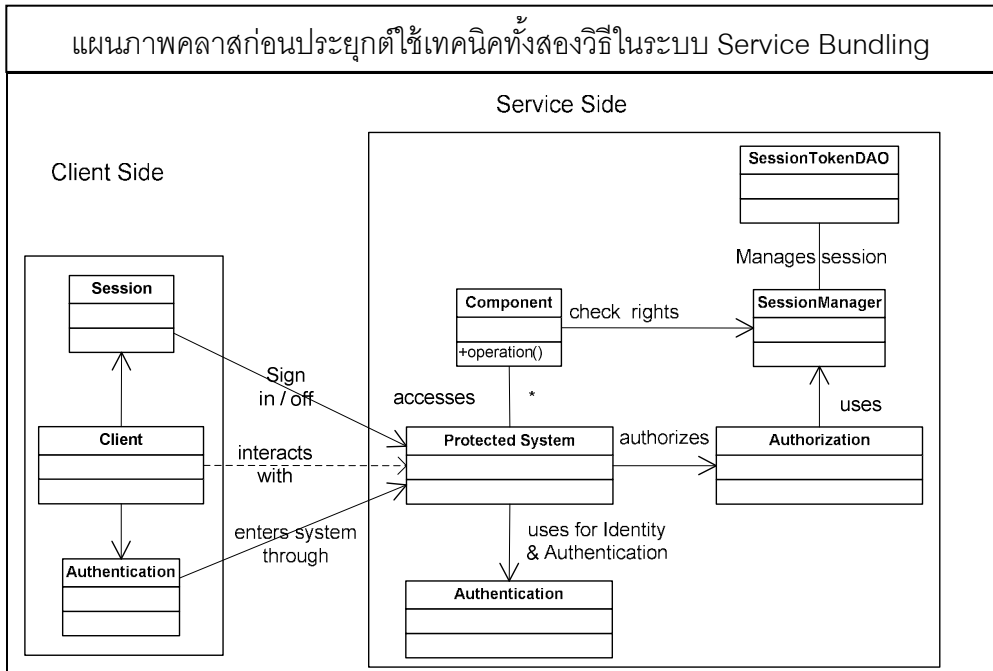 แผนภาพคลาสก่อนประยุกต์ใช้เทคนิคทั้งสองวิธีในระบบ Service Bundling
Service Side
Client Side
SessionTokenDAO
Manages session
Session
Component
+operation()
check rights
SessionManager
Sign
in / off
accesses
*
uses
Client
interacts
with
Protected System
authorizes
Authorization
enters system
through
uses for Identity
& Authentication
Authentication
Authentication